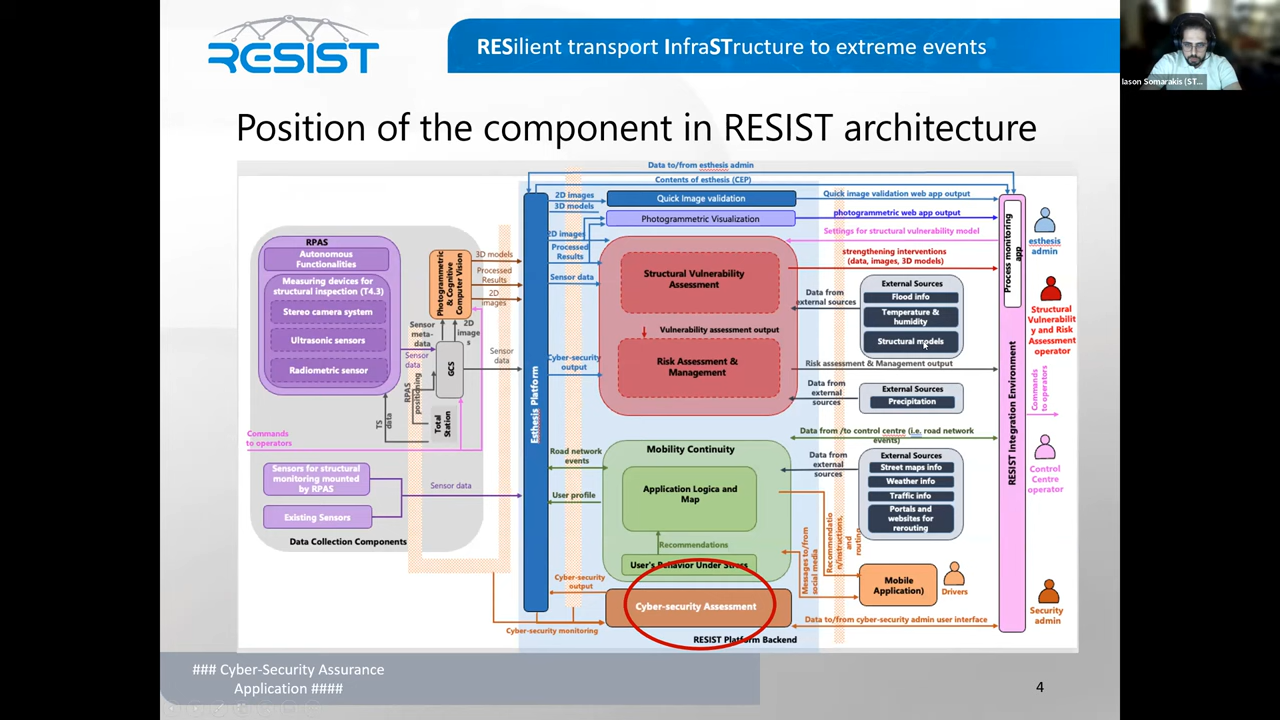 RESIST
RESilient transport InfraSTructure to extreme events
Iason Somarakis (ST...
Position of the component in RESIST architecture
Data to/from esthesis admin
Contents of esthesis (CEP)
2D images
3D models
Quick Image validation
Quick image validation web app output
Photogrammetric Visualization
photogrammetric web app output
2D images
Processed
Results
Sensor data
Settings for structural vulnerability model
strengthening interventions
(data, images, 3D models)
RPAS
Autonomous
Functionalities
Measuring devices for
structural inspection (T4.3)
Stereo camera system
Ultrasonic sensors
Radiometric sensor
Photogrammetric
& Cognitive
Computer Vision
3D models
Processed
Results
2D
images
Sensor
meta-
data
2D
image
s
Sensor
data
GCS
Sensor
data
RPAS
positioning
TS
data
Total
Station
Commands
to operators
Sensors for structural
monitoring mounted
by RPAS
Existing Sensors
Sensor data
Data Collection Components
Esthesis Platform
Structural Vulnerability
Assessment
Vulnerability assessment output
Risk Assessment &
Management
Cyber-security
output
Data from
external sources
External Sources
Flood info
Temperature &
humidity
Structural models
Risk assessment & Management output
Data from
external
sources
External Sources
Precipitation
Data from /to control centre (i.e. road network
events)
Road network
events
User profile
Mobility Continuity
Application Logica and
Map
Recommendations
User's Behavior Under Stress
Data from
external
sources
External Sources
Street maps info
Weather info
Traffic info
Portals and
websites for
rerouting
Messages to/from
social media
Recommendatio
n/instructions,
and
routing
Mobile
Application)
Drivers
Cyber-security
output
Cyber-security Assessment
Cyber-security monitoring
RESIST Platform Backend
Data to/from cyber-security admin user interface
Process monitoring
app
RESIST Integration Environment
esthesis
admin
Structural
Vulnerabilit
y and Risk
Assessment
operator
Commands
to operators
Control
Centre
operator
Security
admin
### Cyber-Security Assurance
Application ####
4